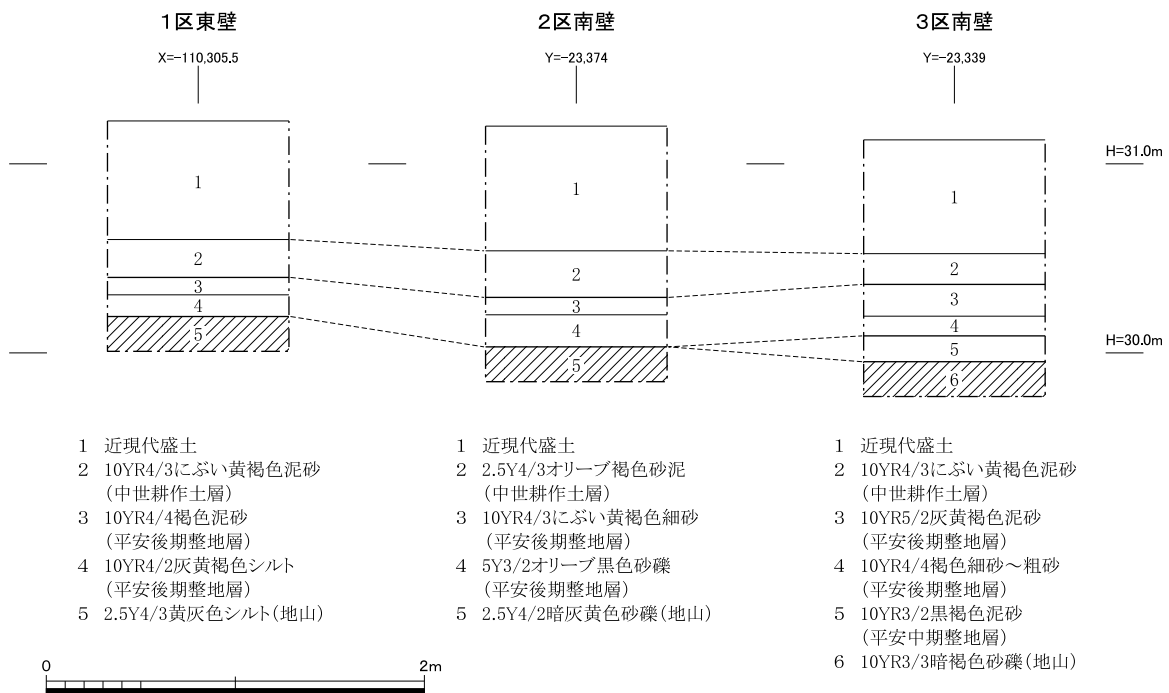 1区東壁
X=-110,305.5
2区南壁
Y=-23,374
3区南壁
Y=-23,339
H=31.0m
H=30.0m
1
2
3
4
5
1
2
3
4
5
1
2
3
4
5
6
1 近現代盛土
2 10YR4/3にぶい黄褐色泥砂
(中世耕作土層)
3 10YR4/4褐色泥砂
(平安後期整地層)
4 10YR4/2灰黄褐色シルト
(平安後期整地層)
5 2.5Y4/3黄灰色シルト(地山)
1 近現代盛土
2 2.5Y4/3オリーブ褐色砂泥
(中世耕作土層)
3 10YR4/3にぶい黄褐色細砂
(平安後期整地層)
4 5Y3/2オリーブ黒色砂礫
(平安後期整地層)
5 2.5Y4/2暗灰黄色砂礫(地山)
1 近現代盛土
2 10YR4/3にぶい黄褐色泥砂
(中世耕作土層)
3 10YR5/2灰黄褐色泥砂
(平安後期整地層)
4 10YR4/4褐色細砂～粗砂
(平安後期整地層)
5 10YR3/2黒褐色泥砂
(平安中期整地層)
6 10YR3/3暗褐色砂礫(地山)
0 2m